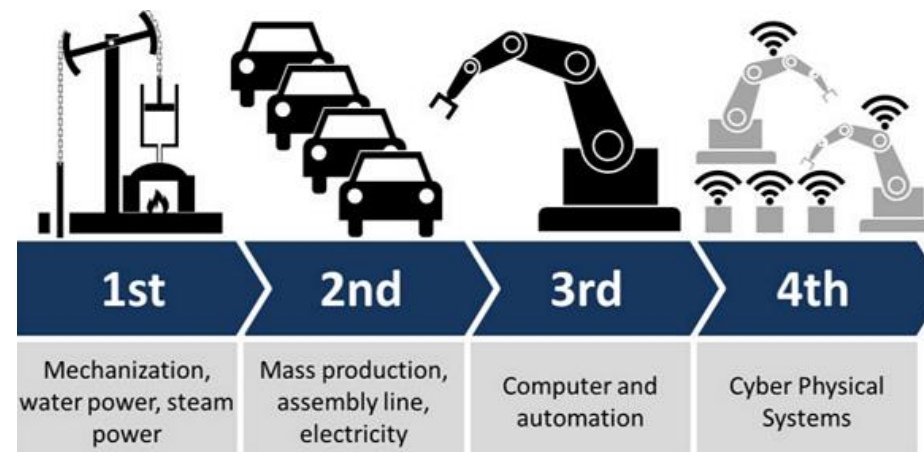 1st
2nd
3rd
4th
Mechanization,
water power, steam
power
Mass production,
assembly line,
electricity
Computer and
automation
Cyber Physical
Systems